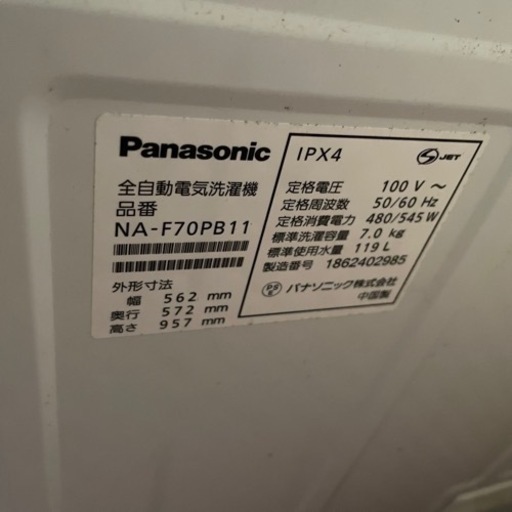 Panasonic
全自動電気洗濯機
品番
NA-F70PB11
外形寸法
幅 562 mm
奥行 572 mm
高さ 957 mm
IPX4
JET
定格電圧 100 V ～
定格周波数 50/60 Hz
定格消費電力 480/545 W
標準洗濯容量 7.0 kg
標準使用水量 119 L
製造番号 1862402985
PS E パナソニック株式会社
中国製